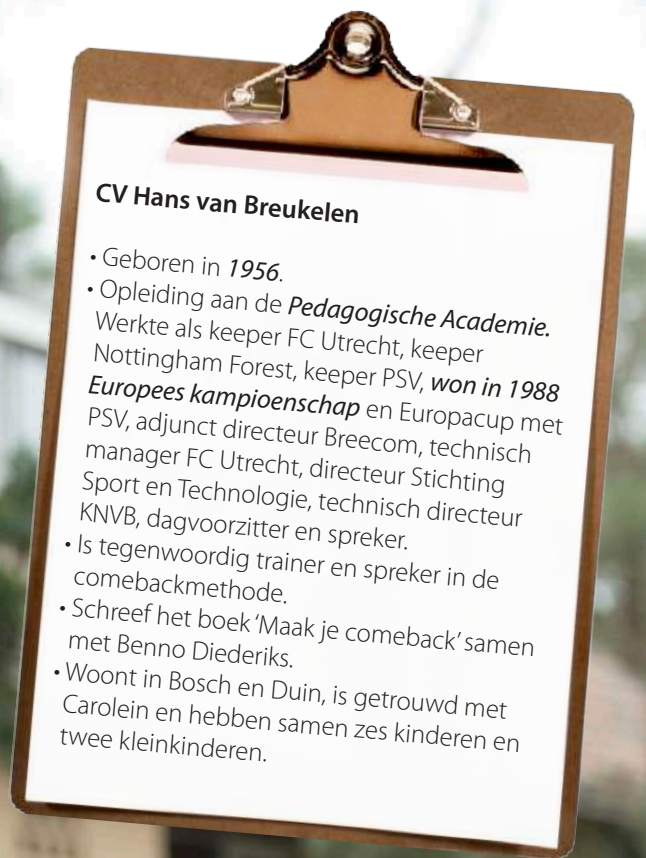 CV Hans van Breukelen
• Geboren in 1956.
• Opleiding aan de Pedagogische Academie.
Werkte als keeper FC Utrecht, keeper
Nottingham Forest, keeper PSV, won in 1988
Europees kampioenschap en Europacup met
PSV, adjunct directeur Breecom, technisch
manager FC Utrecht, directeur Stichting
Sport en Technologie, technisch directeur
KNVB, dagvoorzitter en spreker.
• Is tegenwoordig trainer en spreker in de
comebackmethode.
• Schreef het boek ‘Maak je comeback’ samen
met Benno Diederiks.
• Woont in Bosch en Duin, is getrouwd met
Carolein en hebben samen zes kinderen en
twee kleinkinderen.